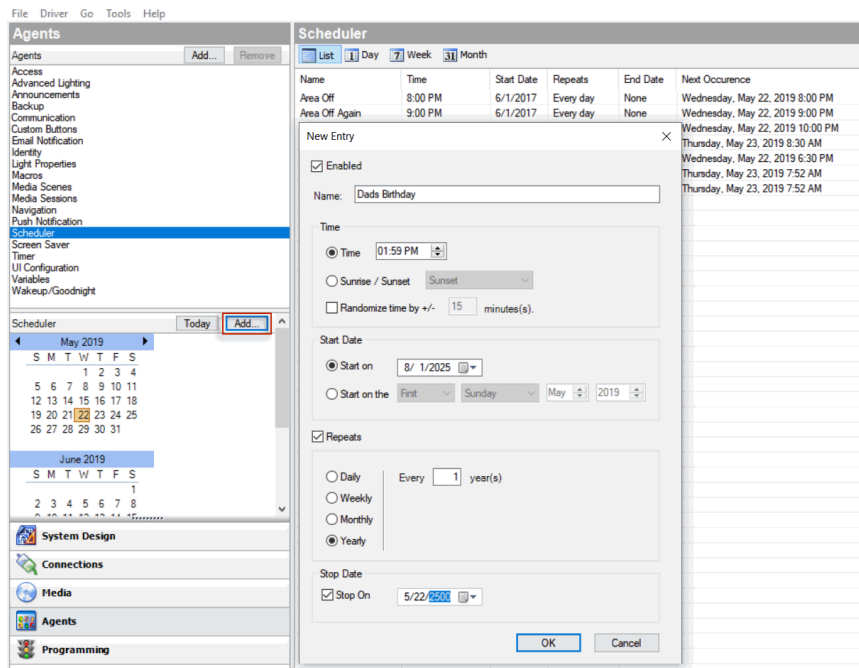 File Driver Go Tools Help
Agents
Agents Add... Remove
Access
Advanced Lighting
Announcements
Backup
Communication
Custom Buttons
Email Notification
Identity
Light Properties
Macros
Media Scenes
Media Sessions
Navigation
Push Notification
Scheduler
Screen Saver
Timer
UI Configuration
Variables
Wakeup/Goodnight
Scheduler Today Add...
May 2019
S M T W T F S
1 2 3 4
5 6 7 8 9 10 11
12 13 14 15 16 17 18
19 20 21 22 23 24 25
26 27 28 29 30 31
June 2019
S M T W T F S
1
2 3 4 5 6 7 8
System Design
Connections
Media
Agents
Programming
Scheduler
List 1 Day 7 Week 31 Month
Name Time Start Date Repeats End Date Next Occurence
Area Off 8:00 PM 6/1/2017 Every day None Wednesday, May 22, 2019 8:00 PM
Area Off Again 9:00 PM 6/1/2017 Every day None Wednesday, May 22, 2019 9:00 PM
Wednesday, May 22, 2019 10:00 PM
Thursday, May 23, 2019 8:30 AM
Wednesday, May 22, 2019 6:30 PM
Thursday, May 23, 2019 7:52 AM
Thursday, May 23, 2019 7:52 AM
New Entry
Enabled
Name: Dads Birthday
Time
Time 01:59 PM
Sunrise / Sunset Sunset
Randomize time by +/- 15 minutes(s).
Start Date
Start on 8/ 1/2025
Start on the First Sunday May 2019
Repeats
Daily Every 1 year(s)
Weekly
Monthly
Yearly
Stop Date
Stop On 5/22/2500
OK Cancel